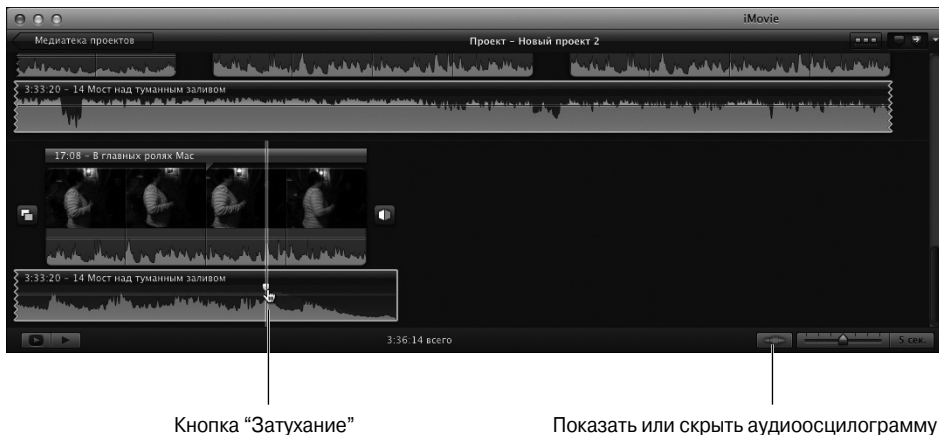 iMovie
Медиатека проектов
Проект – Новый проект 2
3:33:20 – 14 Мост над туманным заливом
17:08 – В главных ролях Mac
3:33:20 – 14 Мост над туманным заливом
3:36:14 всего
5 сек.
Кнопка “Затухание”
Показать или скрыть аудиоосцилограмму